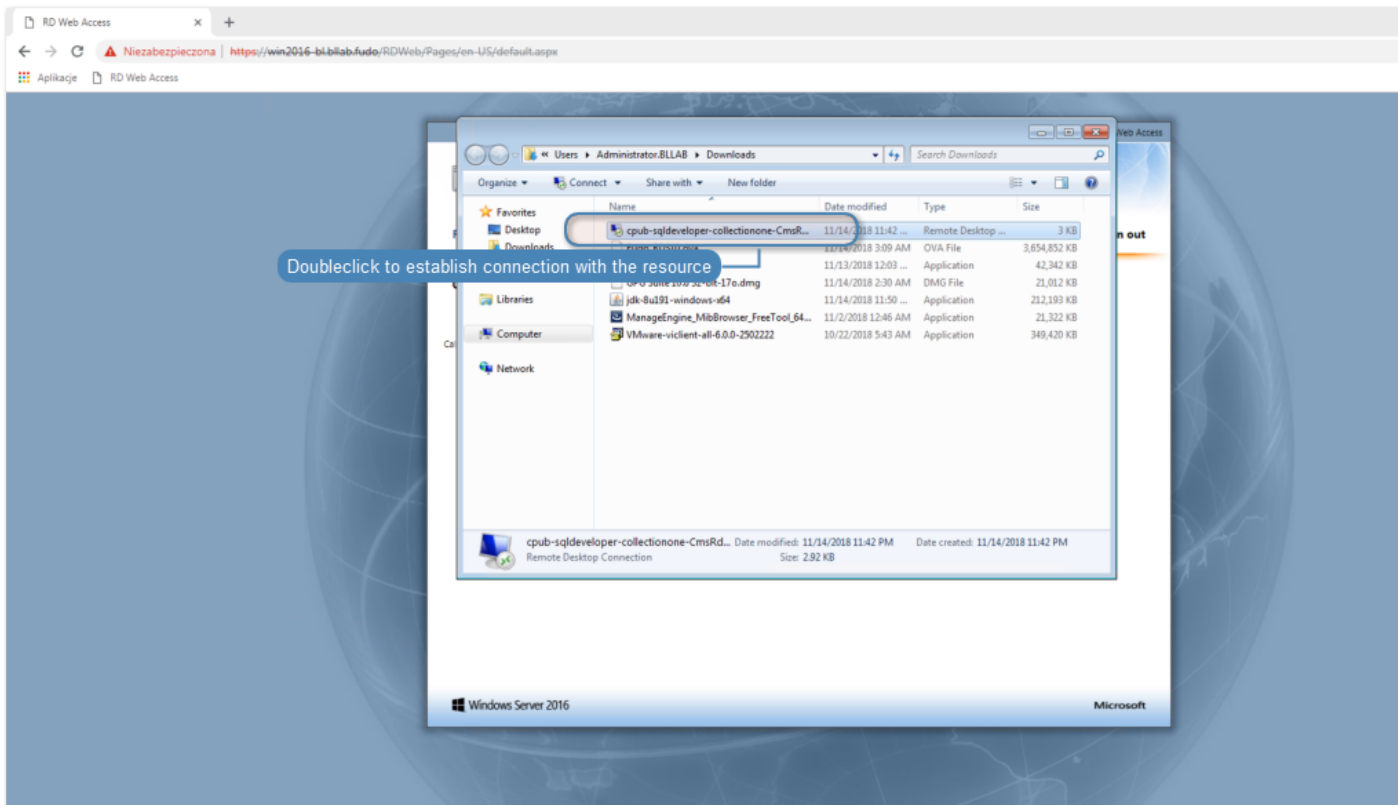 RD Web Access
Niezabezpieczona | https://win2016-bl.bllab.fudo/RDWeb/Pages/en-US/default.aspx
Aplikacje RD Web Access
Web Access
« Users Administrator.BLLAB Downloads Search Downloads
Organize Connect Share with New folder
Name Date modified Type Size
Favorites
Desktop cpub-sqldeveloper-collectionone-CmsR... 11/14/2018 11:42 ... Remote Desktop ... 3 KB
n out
Downloads 11/14/2018 3:09 AM OVA File 3,654,852 KB
Doubleclick to establish connection with the resource
11/13/2018 12:03 ... Application 42,342 KB
11/14/2018 2:30 AM DMG File 21,012 KB
Libraries jdk-8u191-windows-x64 11/14/2018 11:50 ... Application 212,193 KB
ManageEngine_MibBrowser_FreeTool_64... 11/2/2018 12:46 AM Application 21,322 KB
Computer VMware-viclient-all-6.0.0-2502222 10/22/2018 5:43 AM Application 349,420 KB
Network
cpub-sqldeveloper-collectionone-CmsRd... Date modified: 11/14/2018 11:42 PM Date created: 11/14/2018 11:42 PM
Remote Desktop Connection Size: 2.92 KB
Windows Server 2016 Microsoft